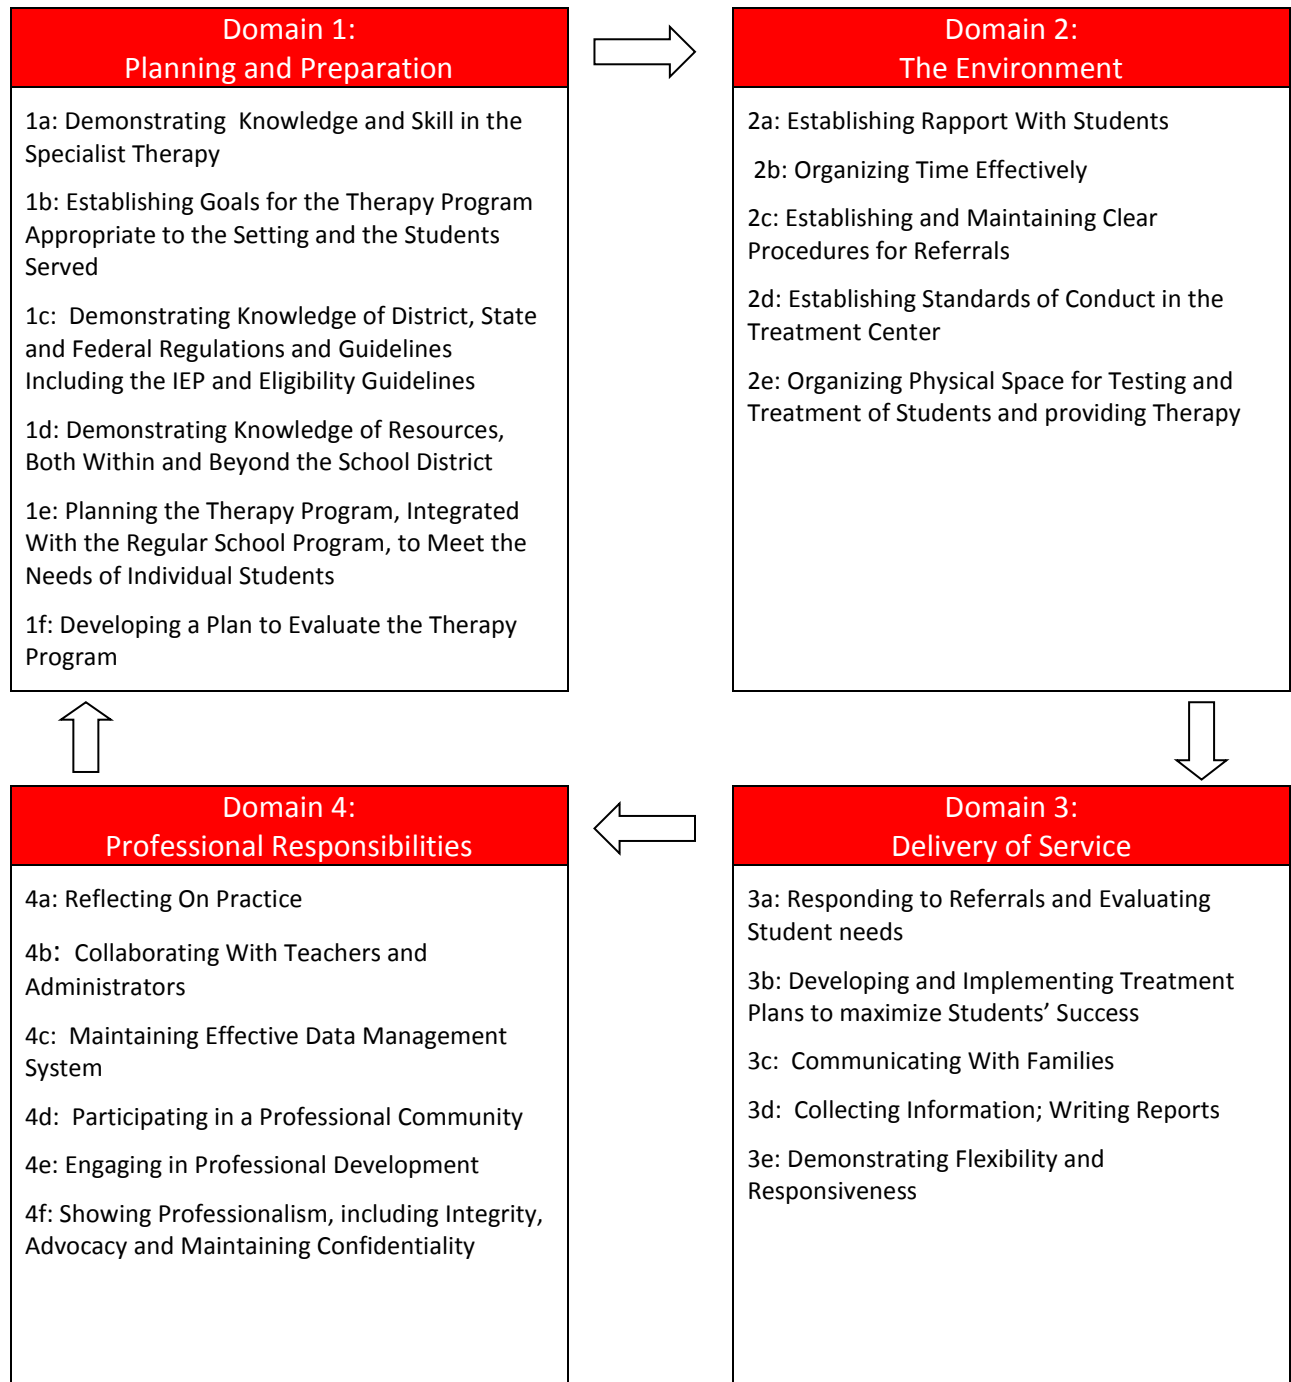 Domain 1:
Planning and Preparation
1a: Demonstrating  Knowledge and Skill in the
Specialist Therapy
1b: Establishing Goals for the Therapy Program
Appropriate to the Setting and the Students
Served
1c:  Demonstrating Knowledge of District, State
and Federal Regulations and Guidelines
Including the IEP and Eligibility Guidelines
1d: Demonstrating Knowledge of Resources,
Both Within and Beyond the School District
1e: Planning the Therapy Program, Integrated
With the Regular School Program, to Meet the
Needs of Individual Students
1f: Developing a Plan to Evaluate the Therapy
Program
Domain 2:
The Environment
2a: Establishing Rapport With Students
2b: Organizing Time Effectively
2c: Establishing and Maintaining Clear
Procedures for Referrals
2d: Establishing Standards of Conduct in the
Treatment Center
2e: Organizing Physical Space for Testing and
Treatment of Students and providing Therapy
Domain 4:
Professional Responsibilities
4a: Reflecting On Practice
4b:  Collaborating With Teachers and
Administrators
4c:  Maintaining Effective Data Management
System
4d:  Participating in a Professional Community
4e: Engaging in Professional Development
4f: Showing Professionalism, including Integrity,
Advocacy and Maintaining Confidentiality
Domain 3:
Delivery of Service
3a: Responding to Referrals and Evaluating
Student needs
3b: Developing and Implementing Treatment
Plans to maximize Students’ Success
3c:  Communicating With Families
3d:  Collecting Information; Writing Reports
3e: Demonstrating Flexibility and
Responsiveness